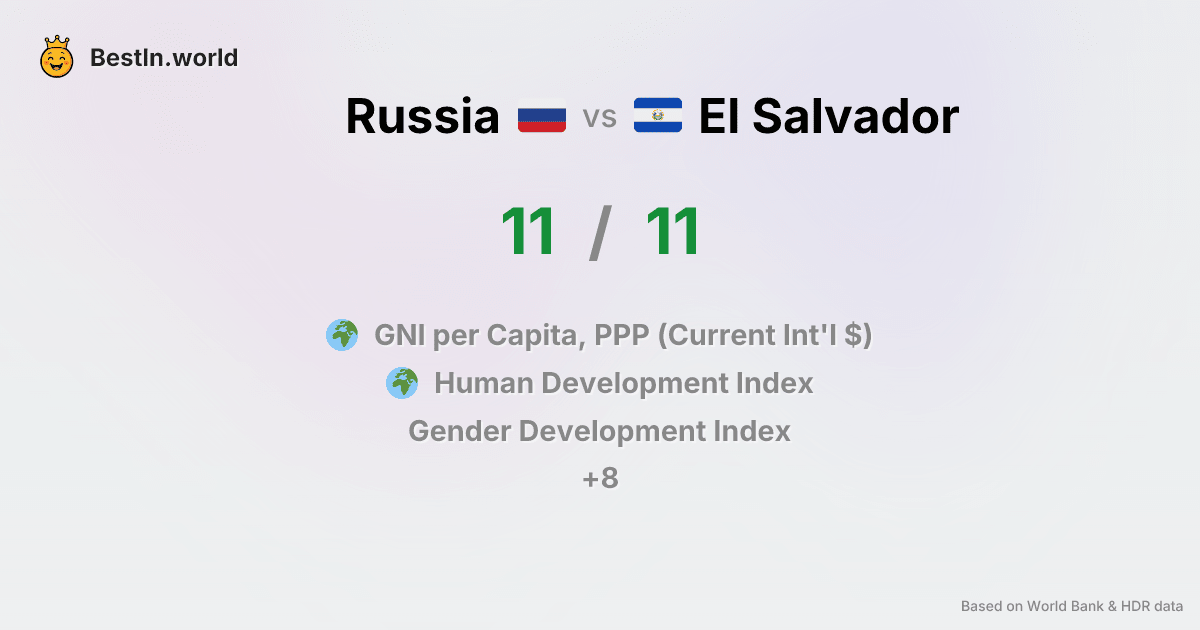 BestIn.world
Russia vs El Salvador
11 / 11
GNI per Capita, PPP (Current Int'l $)
Human Development Index
Gender Development Index
+8
Based on World Bank & HDR data